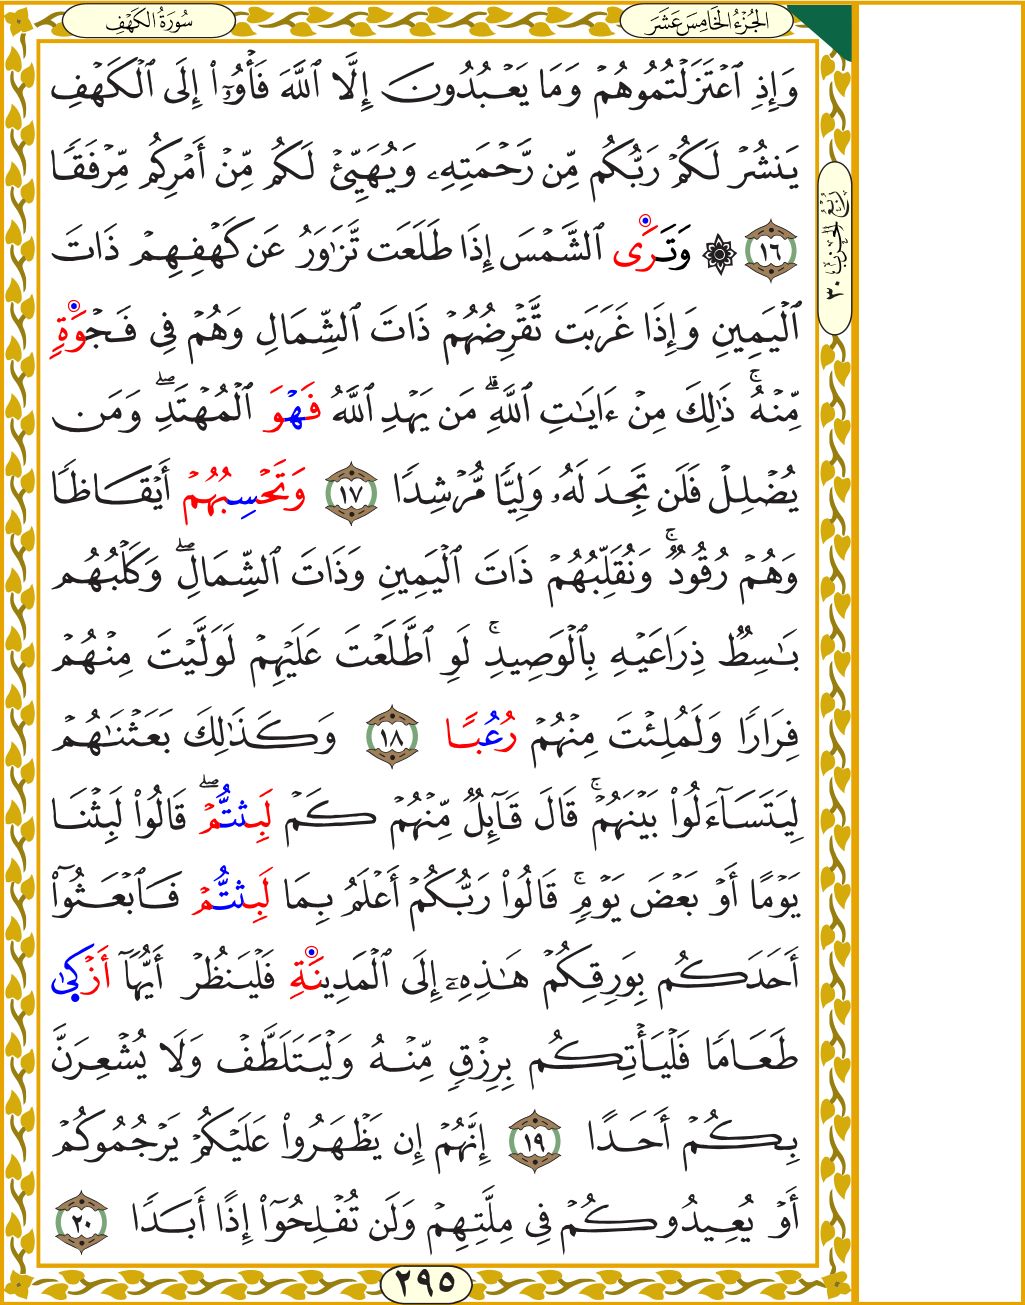 سُورَةُ الكَهْفِ
الجُزْءُ الخَامِسَ عَشَرَ
وَإِذِ ٱعْتَزَلْتُمُوهُمْ وَمَا يَعْبُدُونَ إِلَّا ٱللَّهَ فَأْوُۥٓا۟ إِلَى ٱلْكَهْفِ
يَنشُرْ لَكُمْ رَبُّكُم مِّن رَّحْمَتِهِۦ وَيُهَيِّئْ لَكُم مِّنْ أَمْرِكُم مِّرْفَقًا
١٦ ۞ وَتَرَى ٱلشَّمْسَ إِذَا طَلَعَت تَّزَٰوَرُ عَن كَهْفِهِمْ ذَاتَ
ٱلْيَمِينِ وَإِذَا غَرَبَت تَّقْرِضُهُمْ ذَاتَ ٱلشِّمَالِ وَهُمْ فِى فَجْوَةٍ
مِّنْهُ ۚ ذَٰلِكَ مِنْ ءَايَٰتِ ٱللَّهِ ۗ مَن يَهْدِ ٱللَّهُ فَهْوَ ٱلْمُهْتَدِ ۖ وَمَن
يُضْلِلْ فَلَن تَجِدَ لَهُۥ وَلِيًّا مُّرْشِدًا ١٧ وَتَحْسِبُهُمْ أَيْقَاظًا
وَهُمْ رُقُودٌ ۚ وَنُقَلِّبُهُمْ ذَاتَ ٱلْيَمِينِ وَذَاتَ ٱلشِّمَالِ ۖ وَكَلْبُهُم
بَٰسِطٌ ذِرَاعَيْهِ بِٱلْوَصِيدِ ۚ لَوِ ٱطَّلَعْتَ عَلَيْهِمْ لَوَلَّيْتَ مِنْهُمْ
فِرَارًا وَلَمُلِئْتَ مِنْهُمْ رُعُبًا ١٨ وَكَذَٰلِكَ بَعَثْنَٰهُمْ
لِيَتَسَآءَلُوا۟ بَيْنَهُمْ ۚ قَالَ قَآئِلٌ مِّنْهُمْ كَمْ لَبِثتُّمْ ۖ قَالُوا۟ لَبِثْنَا
يَوْمًا أَوْ بَعْضَ يَوْمٍ ۚ قَالُوا۟ رَبُّكُمْ أَعْلَمُ بِمَا لَبِثتُّمْ فَٱبْعَثُوٓا۟
أَحَدَكُم بِوَرِقِكُمْ هَٰذِهِۦٓ إِلَى ٱلْمَدِينَةِ فَلْيَنظُرْ أَيُّهَآ أَزْكَىٰ
طَعَامًا فَلْيَأْتِكُم بِرِزْقٍ مِّنْهُ وَلْيَتَلَطَّفْ وَلَا يُشْعِرَنَّ
بِكُمْ أَحَدًا ١٩ إِنَّهُمْ إِن يَظْهَرُوا۟ عَلَيْكُمْ يَرْجُمُوكُمْ
أَوْ يُعِيدُوكُمْ فِى مِلَّتِهِمْ وَلَن تُفْلِحُوٓا۟ إِذًا أَبَدًا ٢٠
رُبْعُ الحِزْبِ ٣٠
٢٩٥